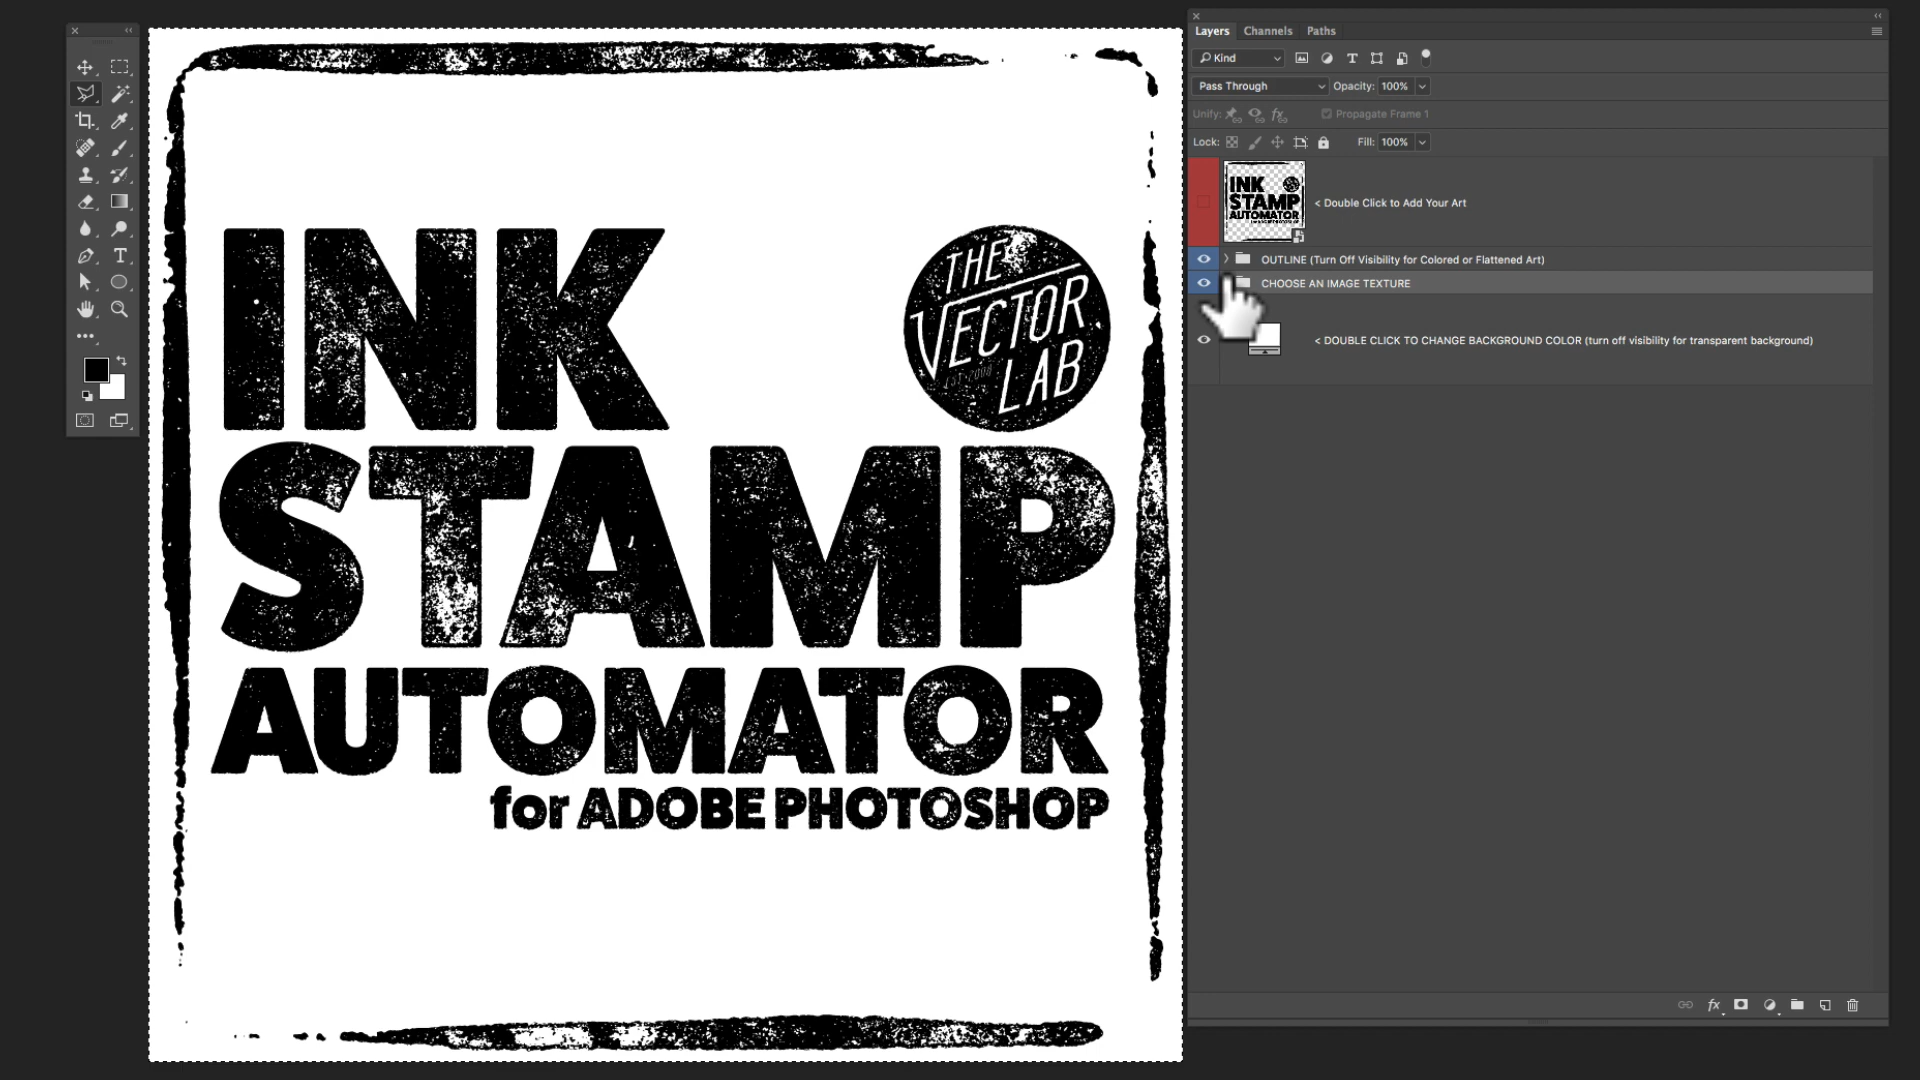 Layers Channels Paths
Kind
Pass Through Opacity: 100%
Unify: Propagate Frame 1
Lock: Fill: 100%
INK
STAMP
AUTOMATOR
< Double Click to Add Your Art
OUTLINE (Turn Off Visibility for Colored or Flattened Art)
CHOOSE AN IMAGE TEXTURE
< DOUBLE CLICK TO CHANGE BACKGROUND COLOR (turn off visibility for transparent background)
INK
THE
VECTOR
LAB
EST. 2008
STAMP
AUTOMATOR
for ADOBE PHOTOSHOP